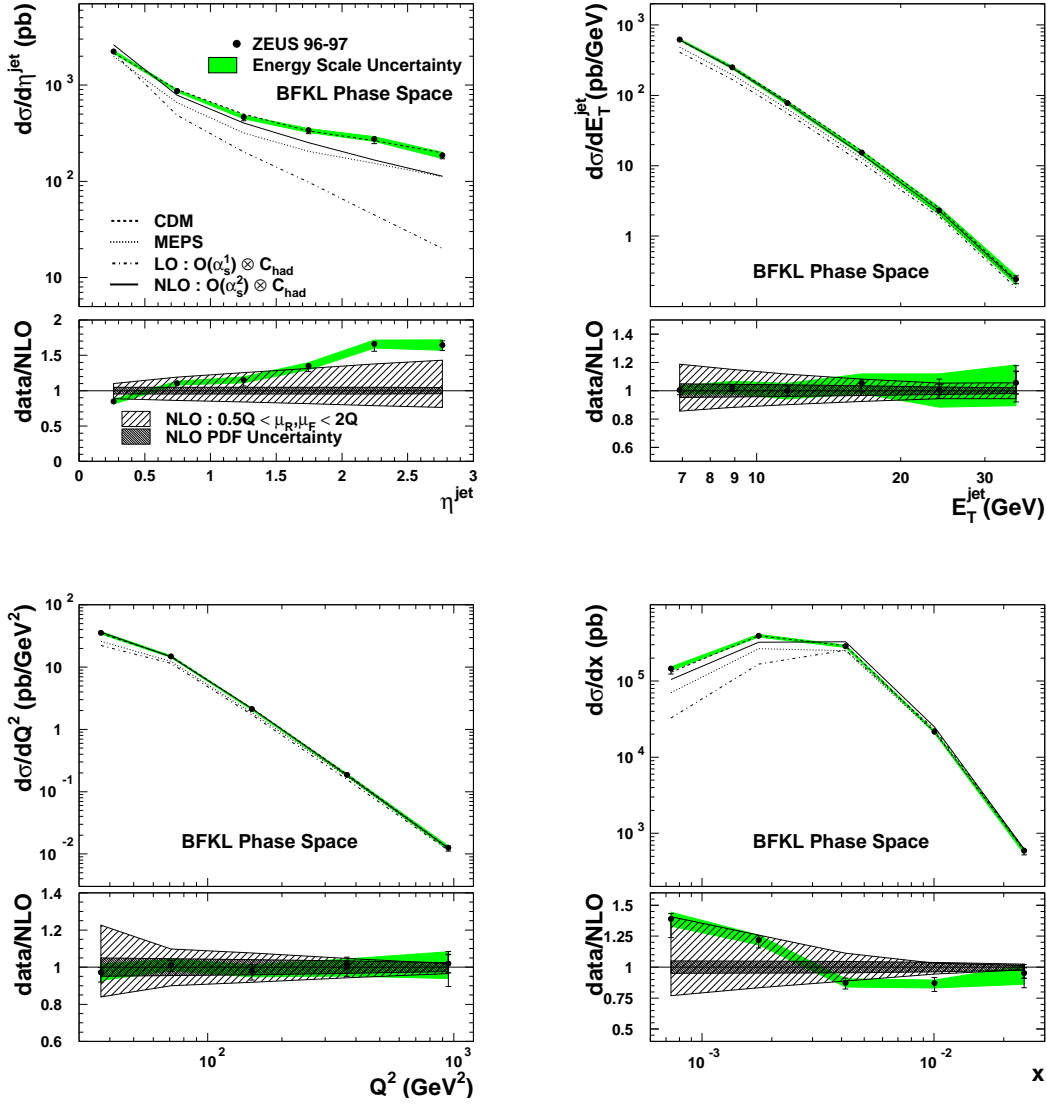 dσ/dη^jet (pb)
10^3
10^2
10
ZEUS 96-97
Energy Scale Uncertainty
BFKL Phase Space
CDM
MEPS
LO : O(α_s^1) ⊗ C_had
NLO : O(α_s^2) ⊗ C_had
data/NLO
2
1.5
1
0.5
0
NLO : 0.5Q < μ_R,μ_F < 2Q
NLO PDF Uncertainty
0 0.5 1 1.5 2 2.5 3
η^jet
dσ/dE_T^jet (pb/GeV)
10^3
10^2
10
1
BFKL Phase Space
data/NLO
1.4
1.2
1
0.8
0.6
7 8 9 10 20 30
E_T^jet (GeV)
dσ/dQ^2 (pb/GeV^2)
10^2
10
1
10^-1
10^-2
BFKL Phase Space
data/NLO
1.4
1.2
1
0.8
0.6
10^2 10^3
Q^2 (GeV^2)
dσ/dx (pb)
10^5
10^4
10^3
BFKL Phase Space
data/NLO
1.5
1.25
1
0.75
0.5
10^-3 10^-2
x